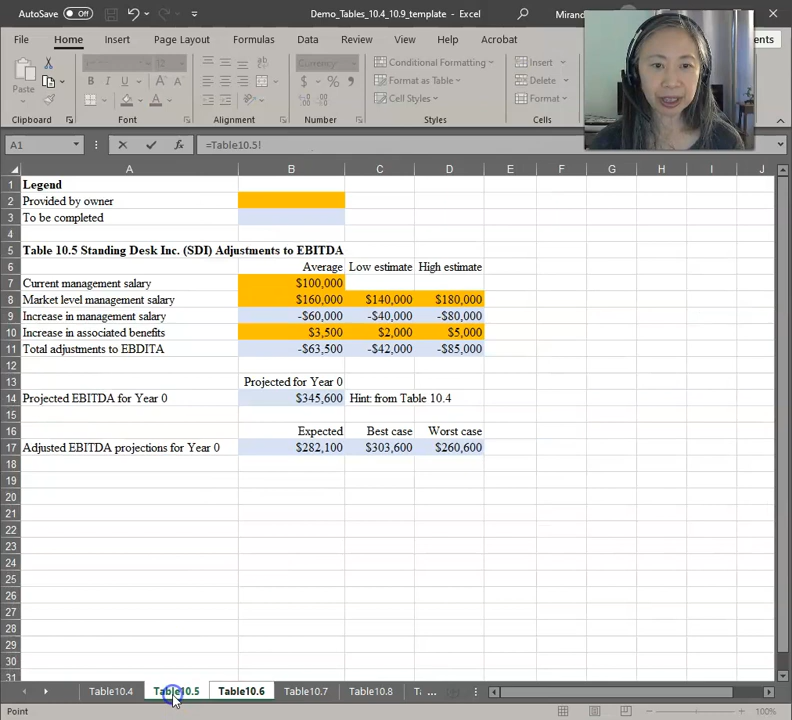 AutoSave Off Demo_Tables_10.4_10.9_template - Excel Miran
File Home Insert Page Layout Formulas Data Review View Help Acrobat ents
Paste B I U A Currency $ % Conditional Formatting Format as Table Cell Styles Insert Delete Format
Clipboard Font Alignment Number Styles Cells
A1 fx =Table10.5!
A B C D E F G H I J
1 Legend
2 Provided by owner
3 To be completed
4
5 Table 10.5 Standing Desk Inc. (SDI) Adjustments to EBITDA
6 Average Low estimate High estimate
7 Current management salary $100,000
8 Market level management salary $160,000 $140,000 $180,000
9 Increase in management salary -$60,000 -$40,000 -$80,000
10 Increase in associated benefits $3,500 $2,000 $5,000
11 Total adjustments to EBDITA -$63,500 -$42,000 -$85,000
12
13 Projected for Year 0
14 Projected EBITDA for Year 0 $345,600 Hint: from Table 10.4
15
16 Expected Best case Worst case
17 Adjusted EBITDA projections for Year 0 $282,100 $303,600 $260,600
18
19
20
21
22
23
24
25
26
27
28
29
30
31
Table10.4 Table10.5 Table10.6 Table10.7 Table10.8 ...
Point 100%